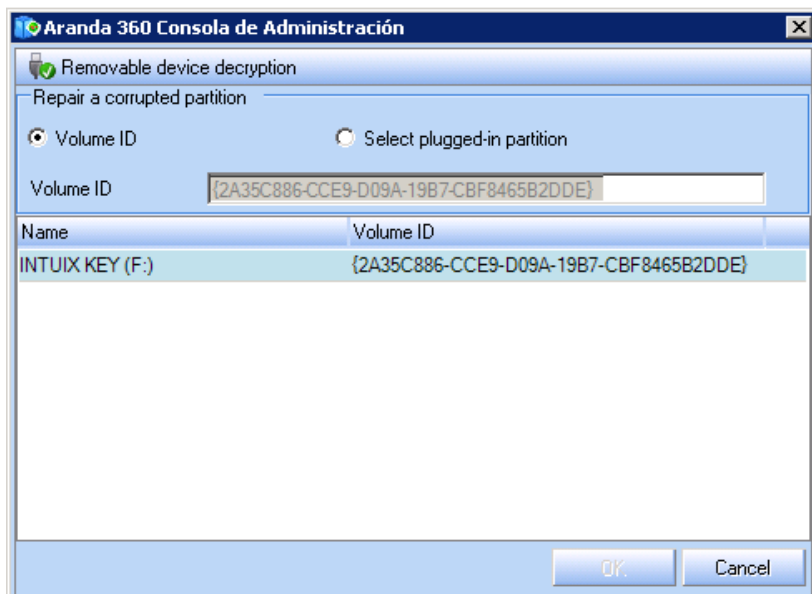 Aranda 360 Consola de Administración
Removable device decryption
Repair a corrupted partition
Volume ID Select plugged-in partition
Volume ID {2A35C886-CCE9-D09A-19B7-CBF8465B2DDE}
Name Volume ID
INTUIX KEY (F:) {2A35C886-CCE9-D09A-19B7-CBF8465B2DDE}
OK Cancel